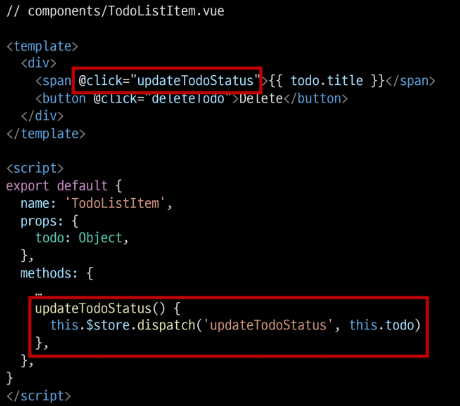 // components/TodoListItem.vue
<template>
<div>
<span @click="updateTodoStatus">{{ todo.title }}</span>
<button @click="deleteTodo">Delete</button>
</div>
</template>
<script>
export default {
name: 'TodoListItem',
props: {
todo: Object,
},
methods: {
…
updateTodoStatus() {
this.$store.dispatch('updateTodoStatus', this.todo)
},
},
}
</script>